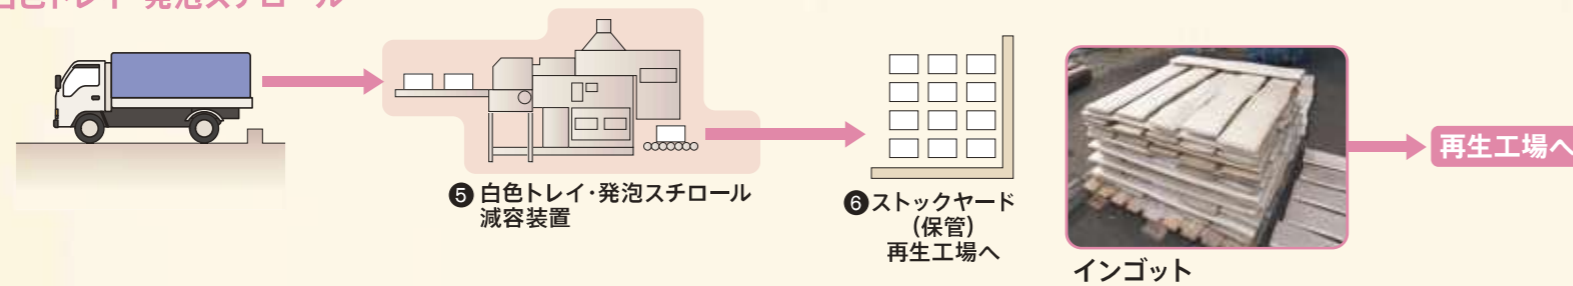 白色トレイ・発泡スチロール
❺ 白色トレイ・発泡スチロール
減容装置
❻ ストックヤード
(保管)
再生工場へ
インゴット
再生工場へ